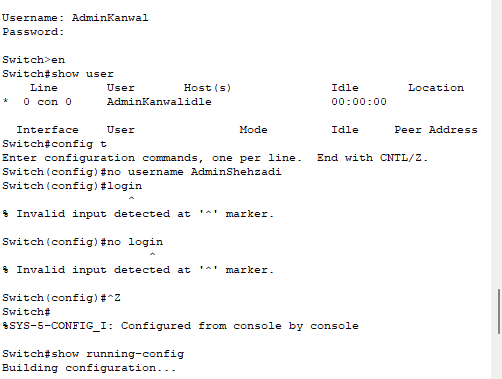 Username: AdminKanwal
Password:
Switch>en
Switch#show user
Line User Host(s) Idle Location
* 0 con 0 AdminKanwalidle 00:00:00
Interface User Mode Idle Peer Address
Switch#config t
Enter configuration commands, one per line. End with CNTL/Z.
Switch(config)#no username AdminShehzadi
Switch(config)#login
^
% Invalid input detected at '^' marker.
Switch(config)#no login
^
% Invalid input detected at '^' marker.
Switch(config)#^Z
Switch#
%SYS-5-CONFIG_I: Configured from console by console
Switch#show running-config
Building configuration...